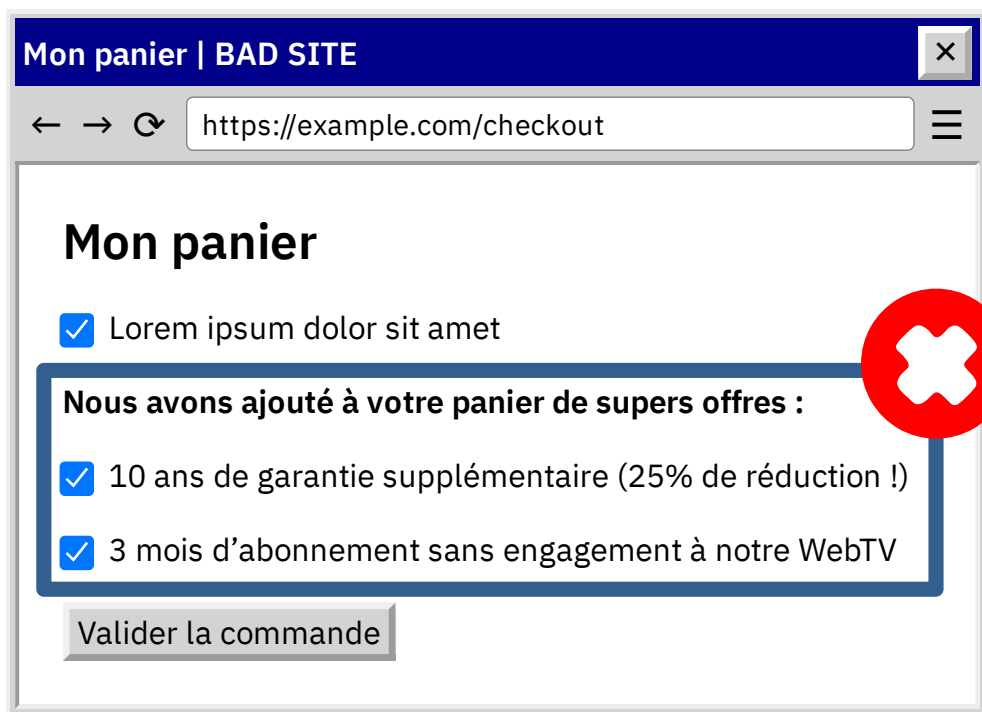 Mon panier | BAD SITE
https://example.com/checkout
Mon panier
Lorem ipsum dolor sit amet
Nous avons ajouté à votre panier de supers offres :
10 ans de garantie supplémentaire (25% de réduction !)
3 mois d’abonnement sans engagement à notre WebTV
Valider la commande